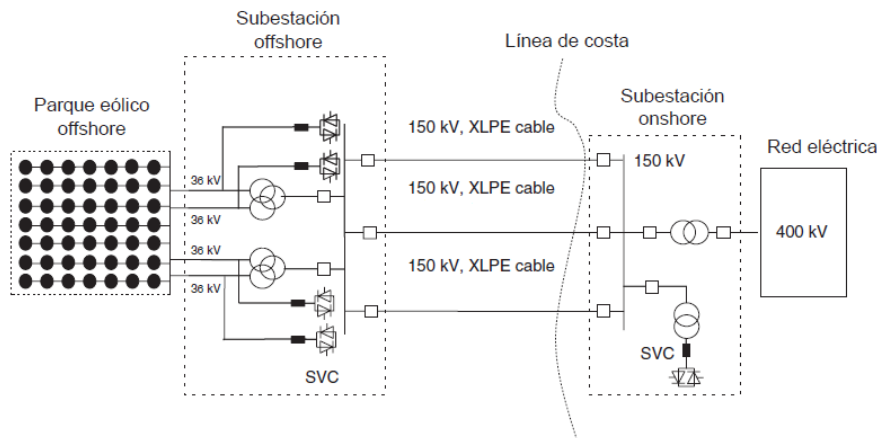 Subestación
offshore
Línea de costa
Parque eólico
offshore
Subestación
onshore
Red eléctrica
150 kV, XLPE cable
150 kV, XLPE cable
150 kV, XLPE cable
150 kV
400 kV
36 kV
36 kV
36 kV
36 kV
SVC
SVC